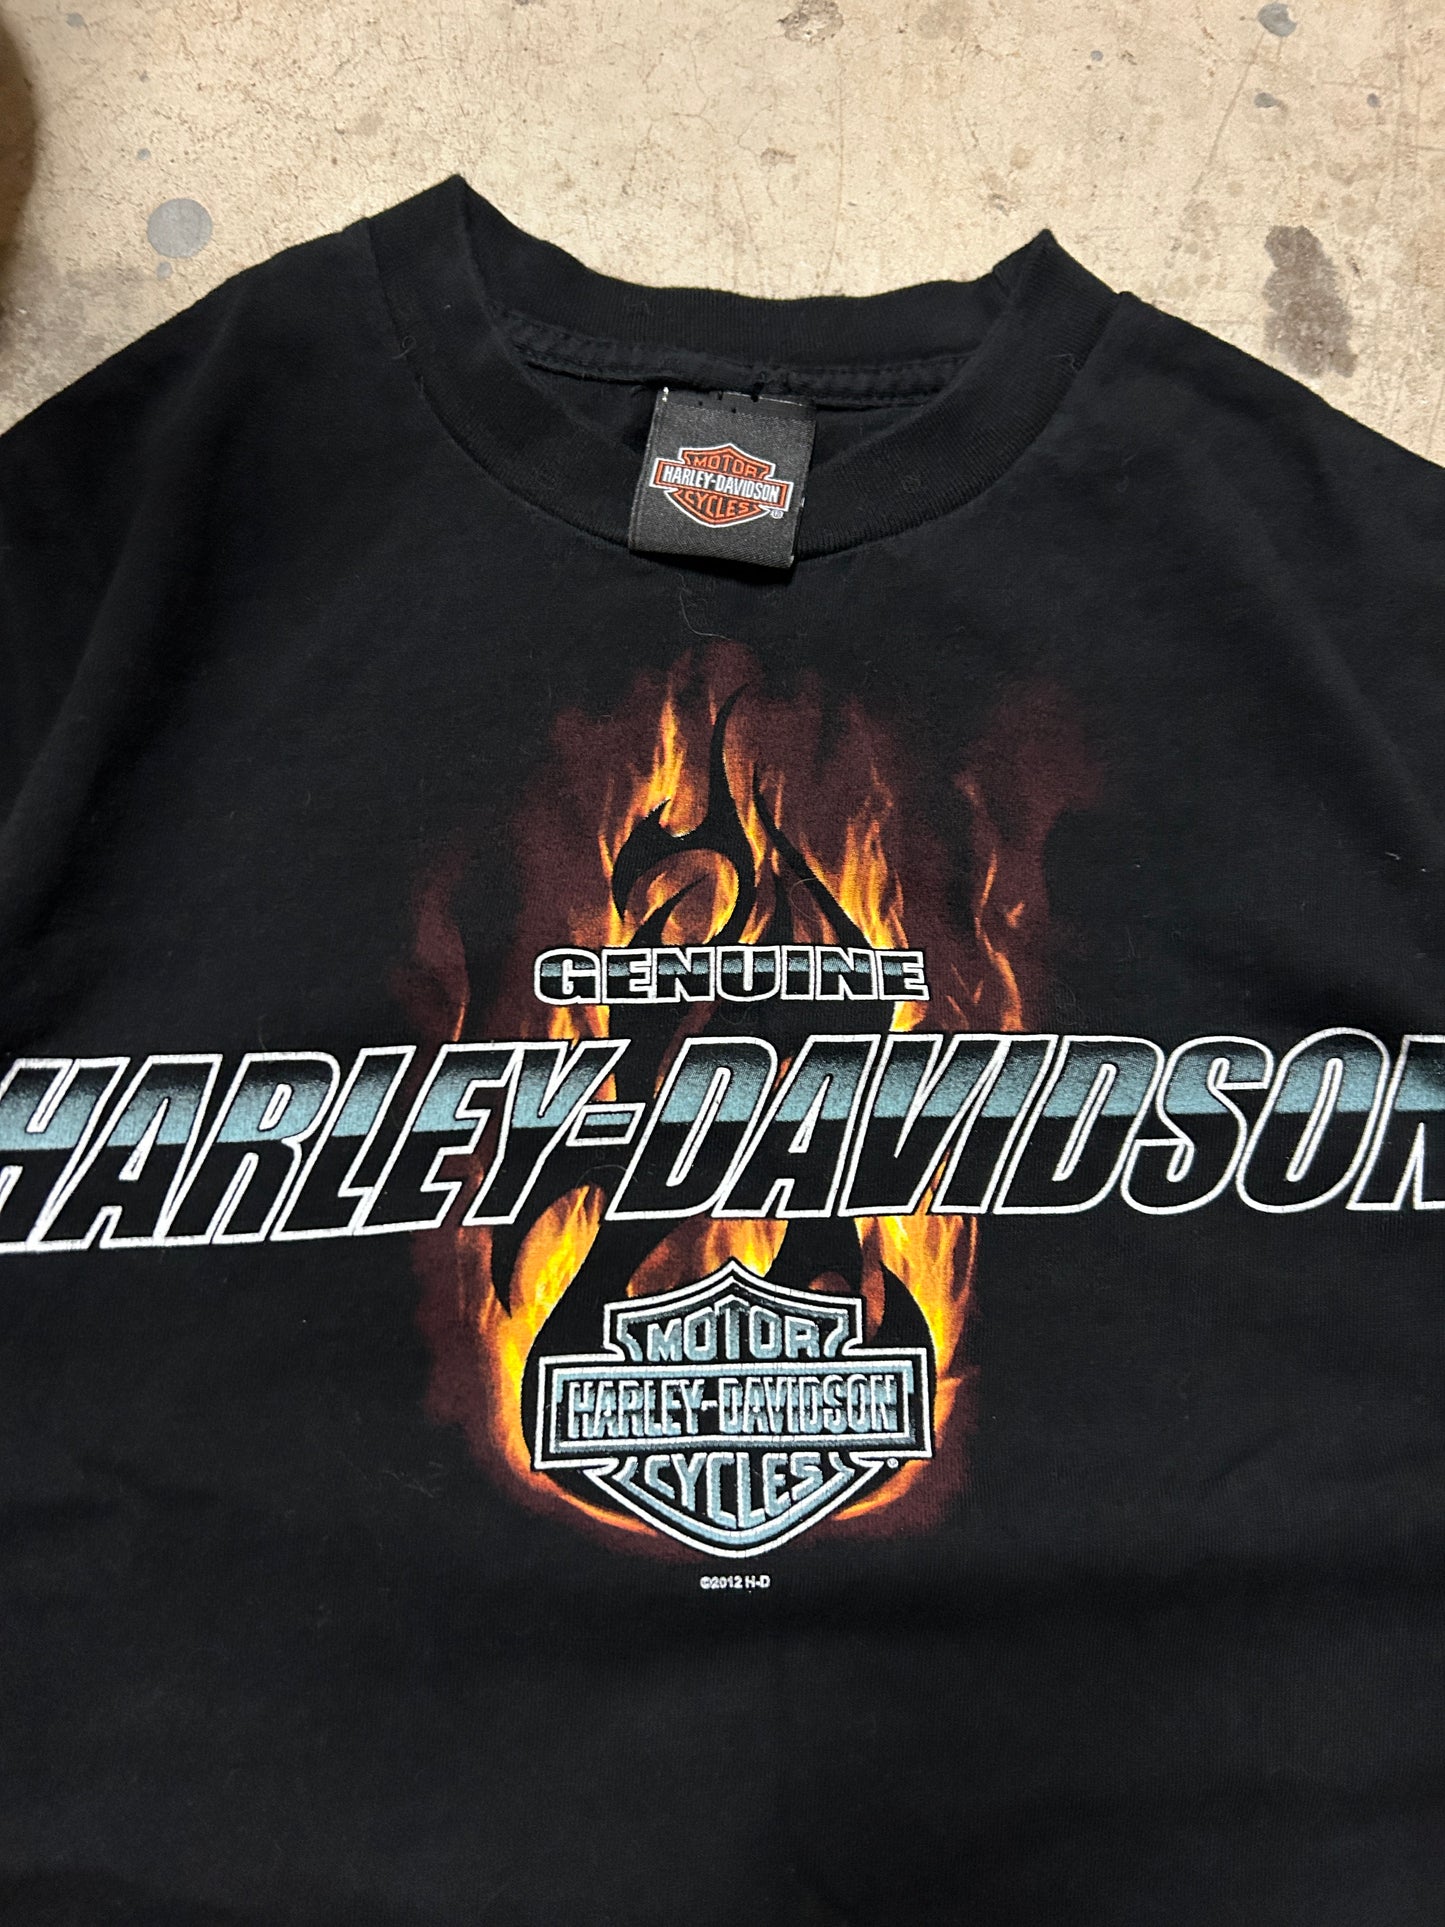 MOTOR
HARLEY-DAVIDSON
CYCLES
GENUINE
HARLEY-DAVIDSON
MOTOR
HARLEY-DAVIDSON
CYCLES
®
©2012 H-D